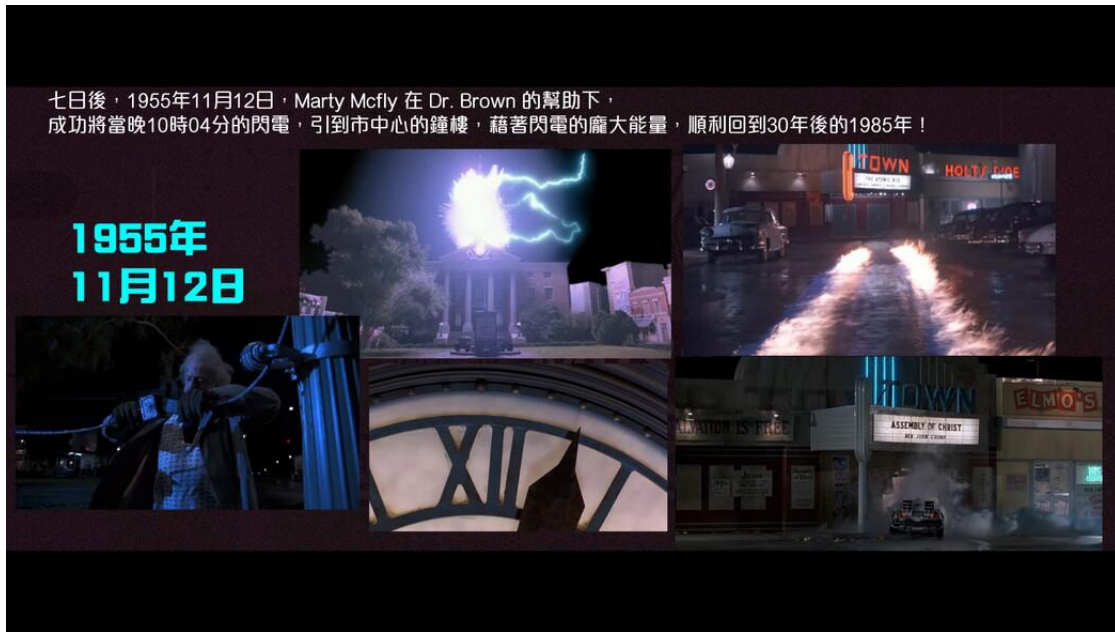 七日後，1955年11月12日，Marty Mcfly 在 Dr. Brown 的幫助下，
成功將當晚10時04分的閃電，引到市中心的鐘樓，藉著閃電的龐大能量，順利回到30年後的1985年！
1955年
11月12日
TOWN
HOLT'S
XII
TOWN
ELMO'S
SALVATION IS FREE
ASSEMBLY OF CHRIST